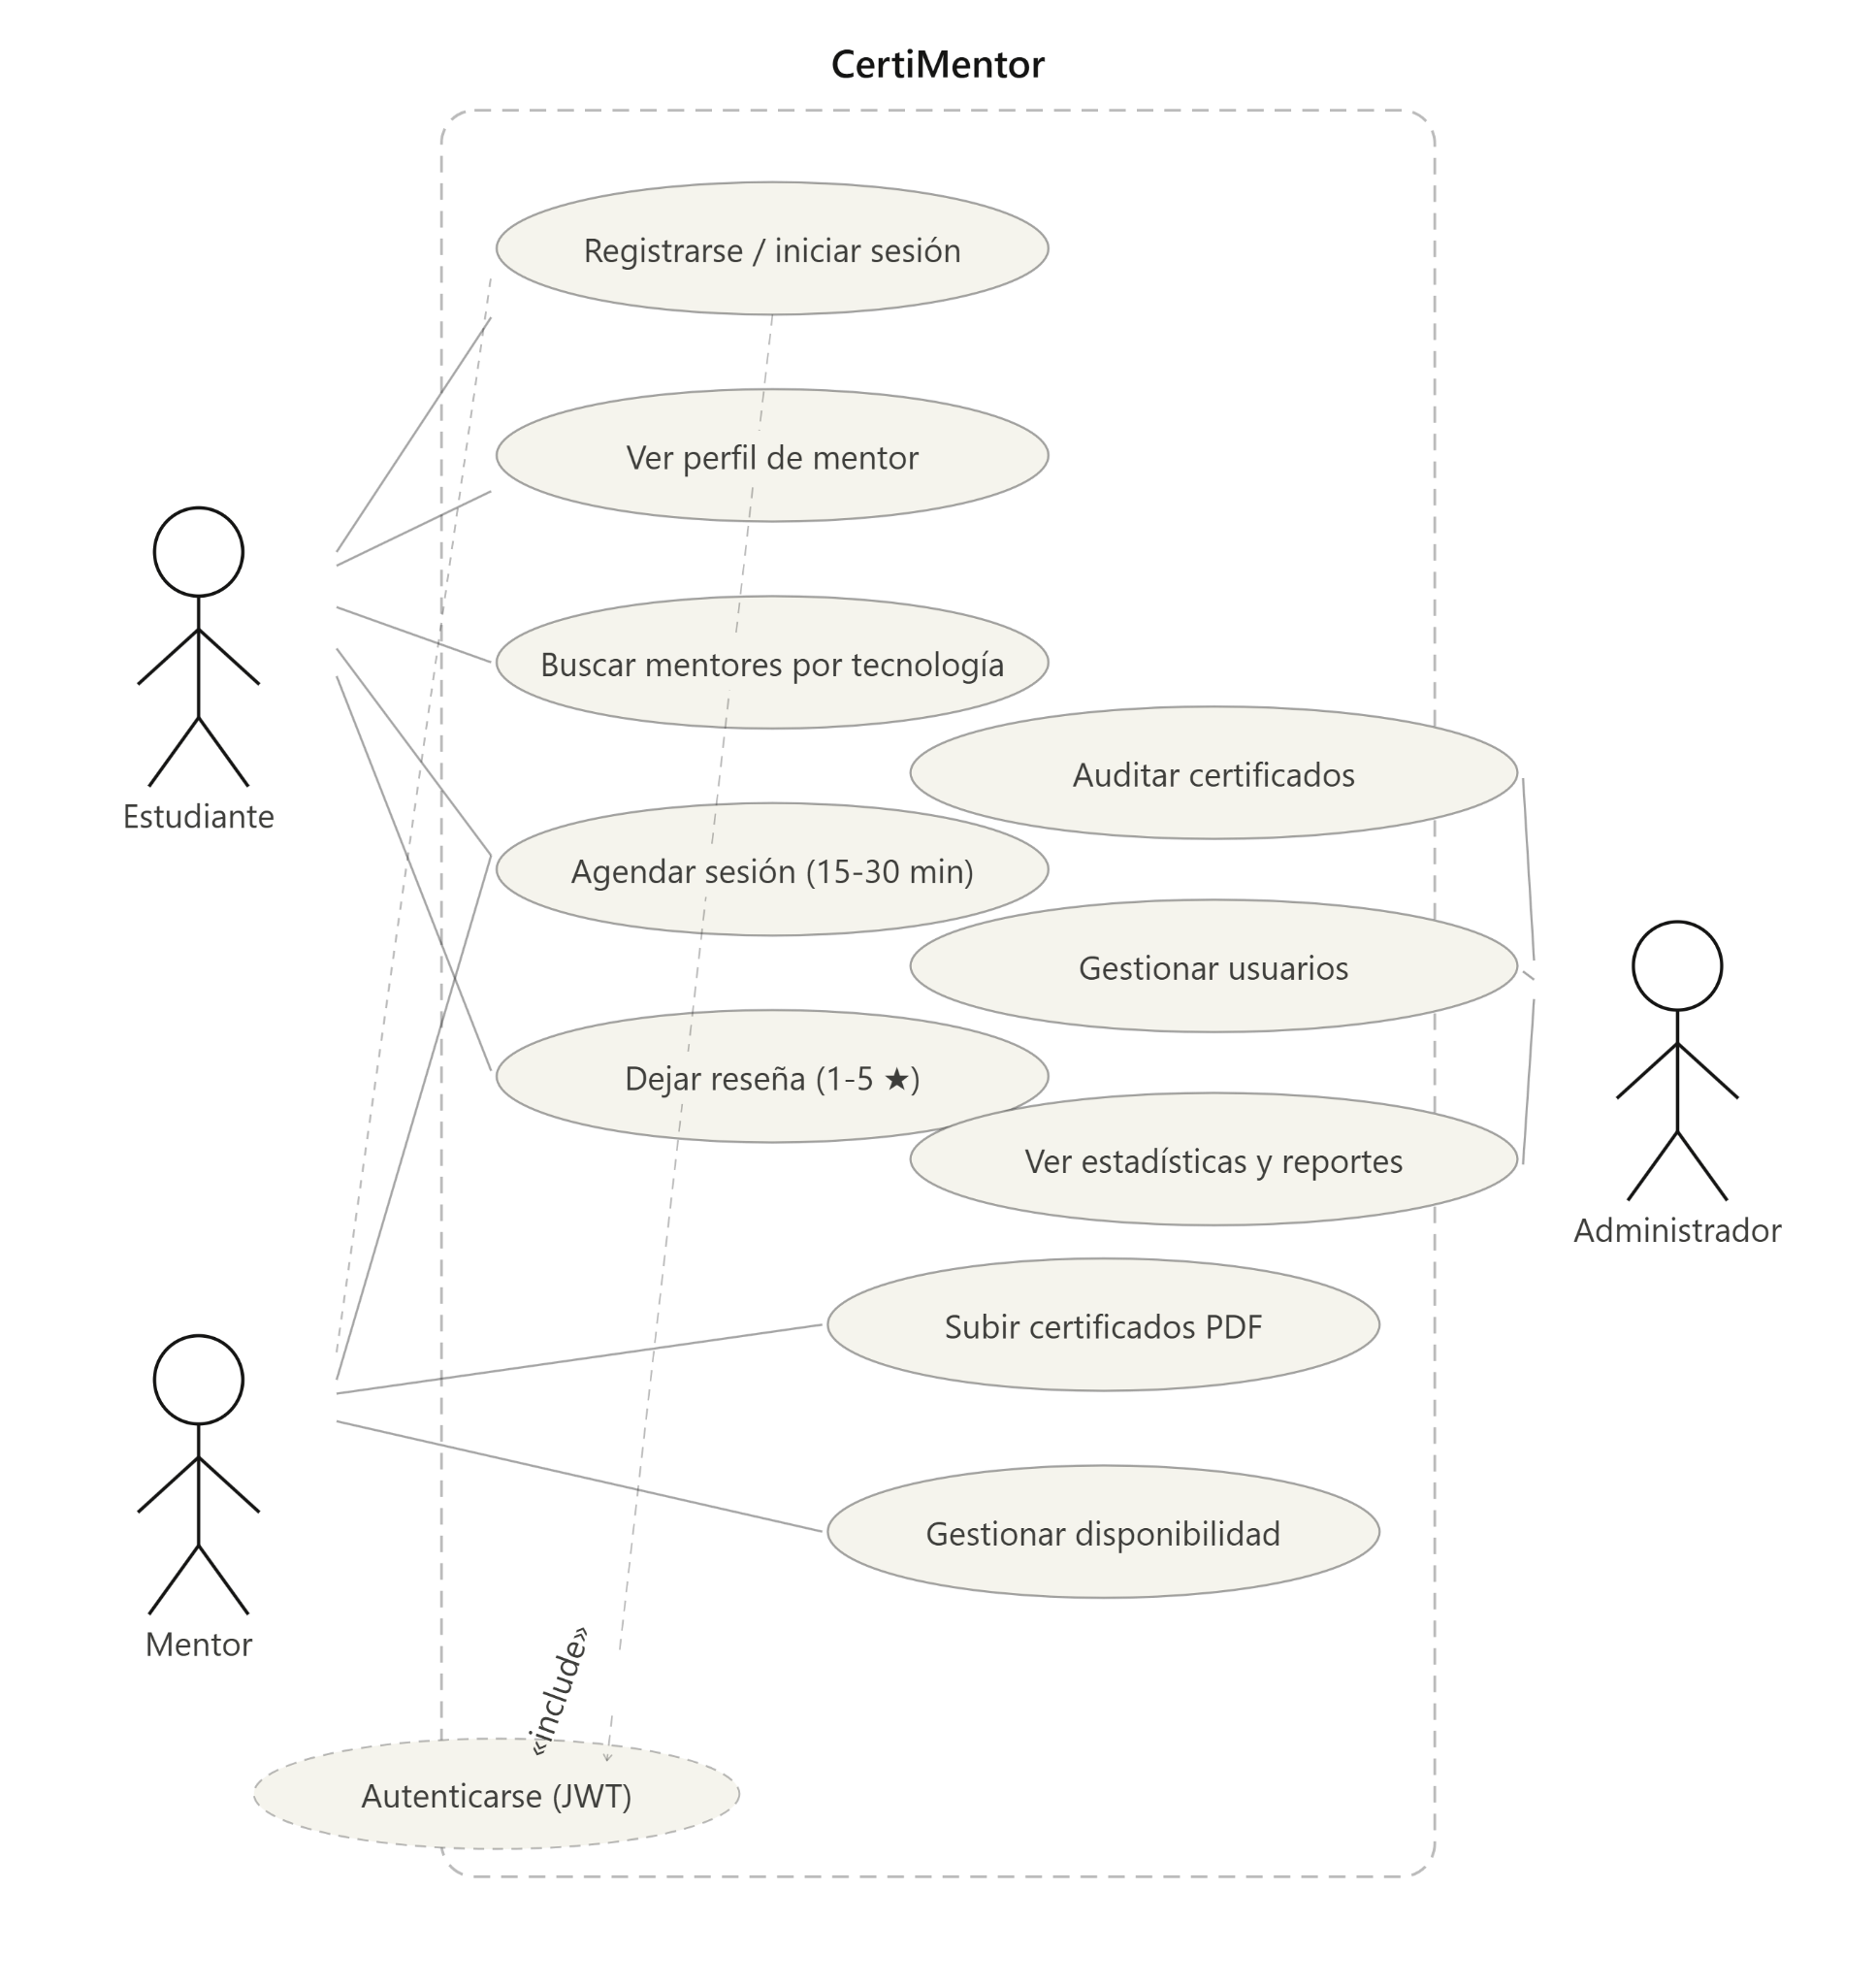 CertiMentor
Registrarse / iniciar sesión
Ver perfil de mentor
Buscar mentores por tecnología
Auditar certificados
Estudiante
Agendar sesión (15-30 min)
Gestionar usuarios
Dejar reseña (1-5 ★)
Ver estadísticas y reportes
Administrador
Subir certificados PDF
Gestionar disponibilidad
Mentor
«include»
Autenticarse (JWT)